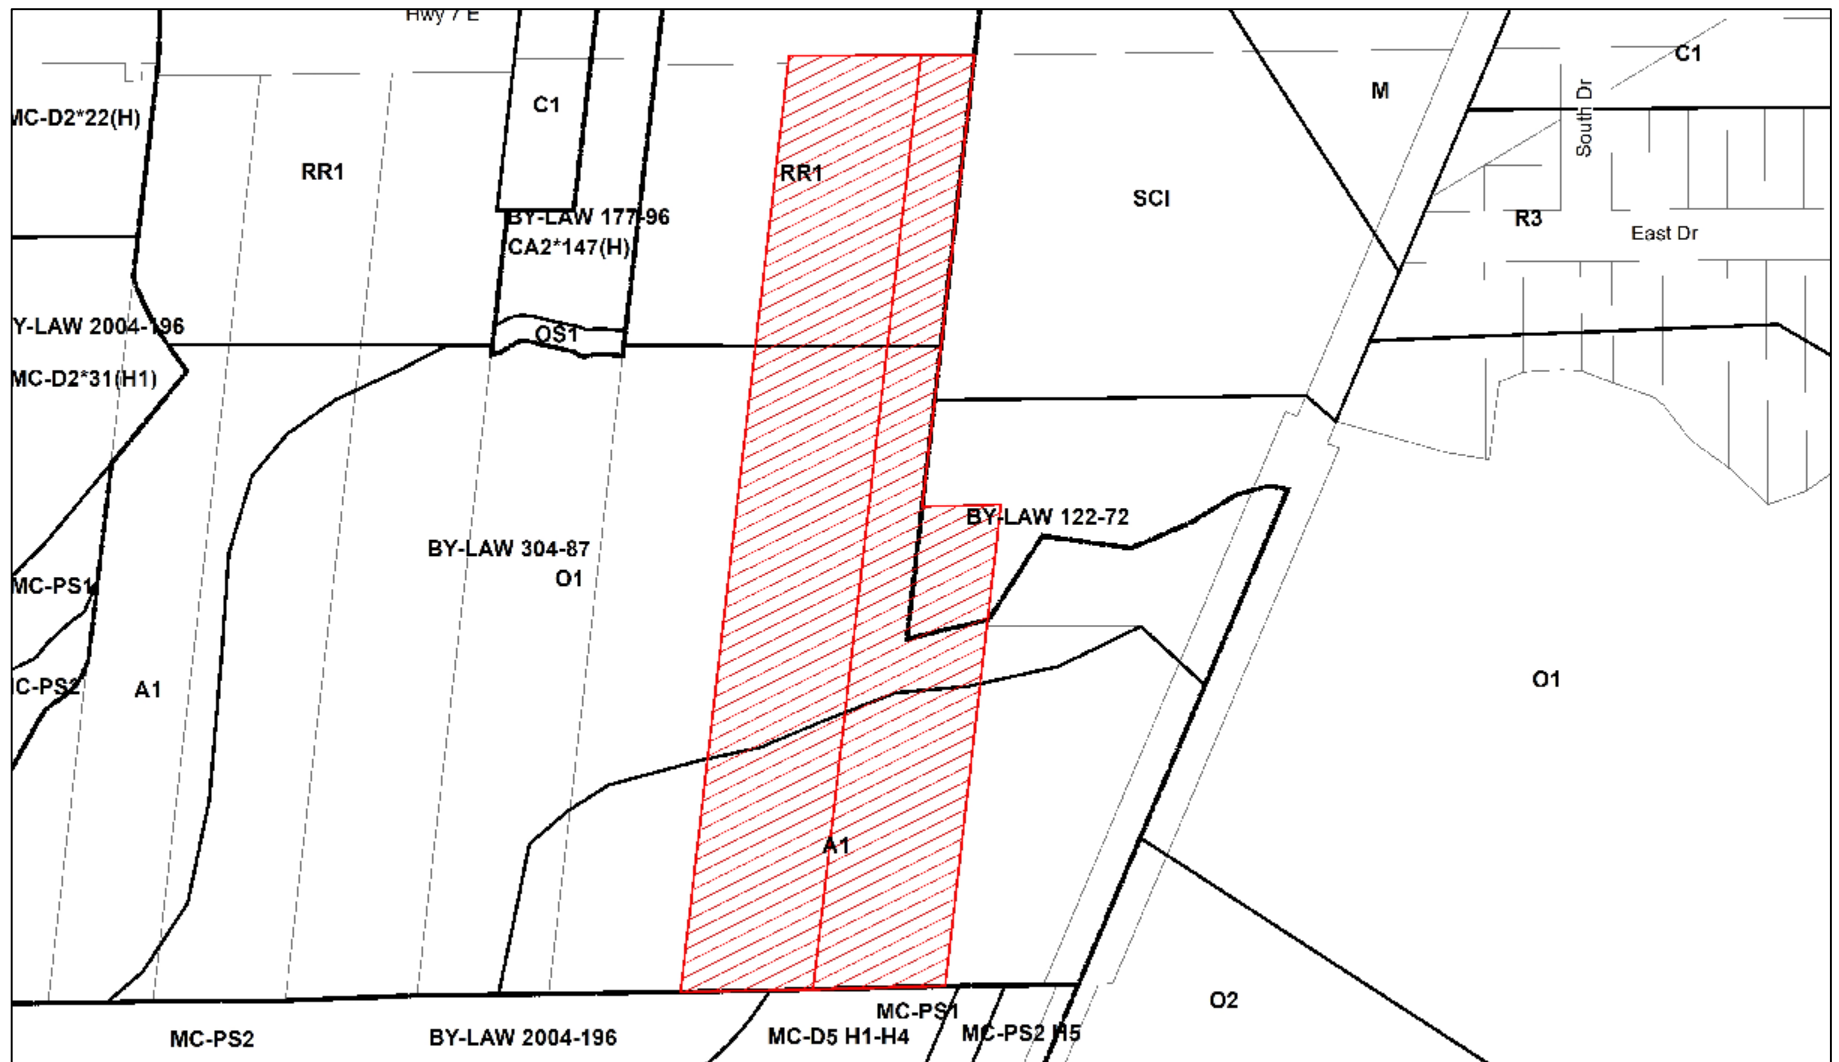 Hwy 7 E
C1
C1
M
MC-D2*22(H)
South Dr
RR1
RR1
SCI
BY-LAW 177-96
CA2*147(H)
R3
East Dr
Y-LAW 2004-196
OS1
MC-D2*31(H1)
BY-LAW 122-72
BY-LAW 304-87
O1
MC-PS1
C-PS2
A1
O1
A1
O2
MC-PS1
MC-PS2
BY-LAW 2004-196
MC-D5 H1-H4
MC-PS2 H5